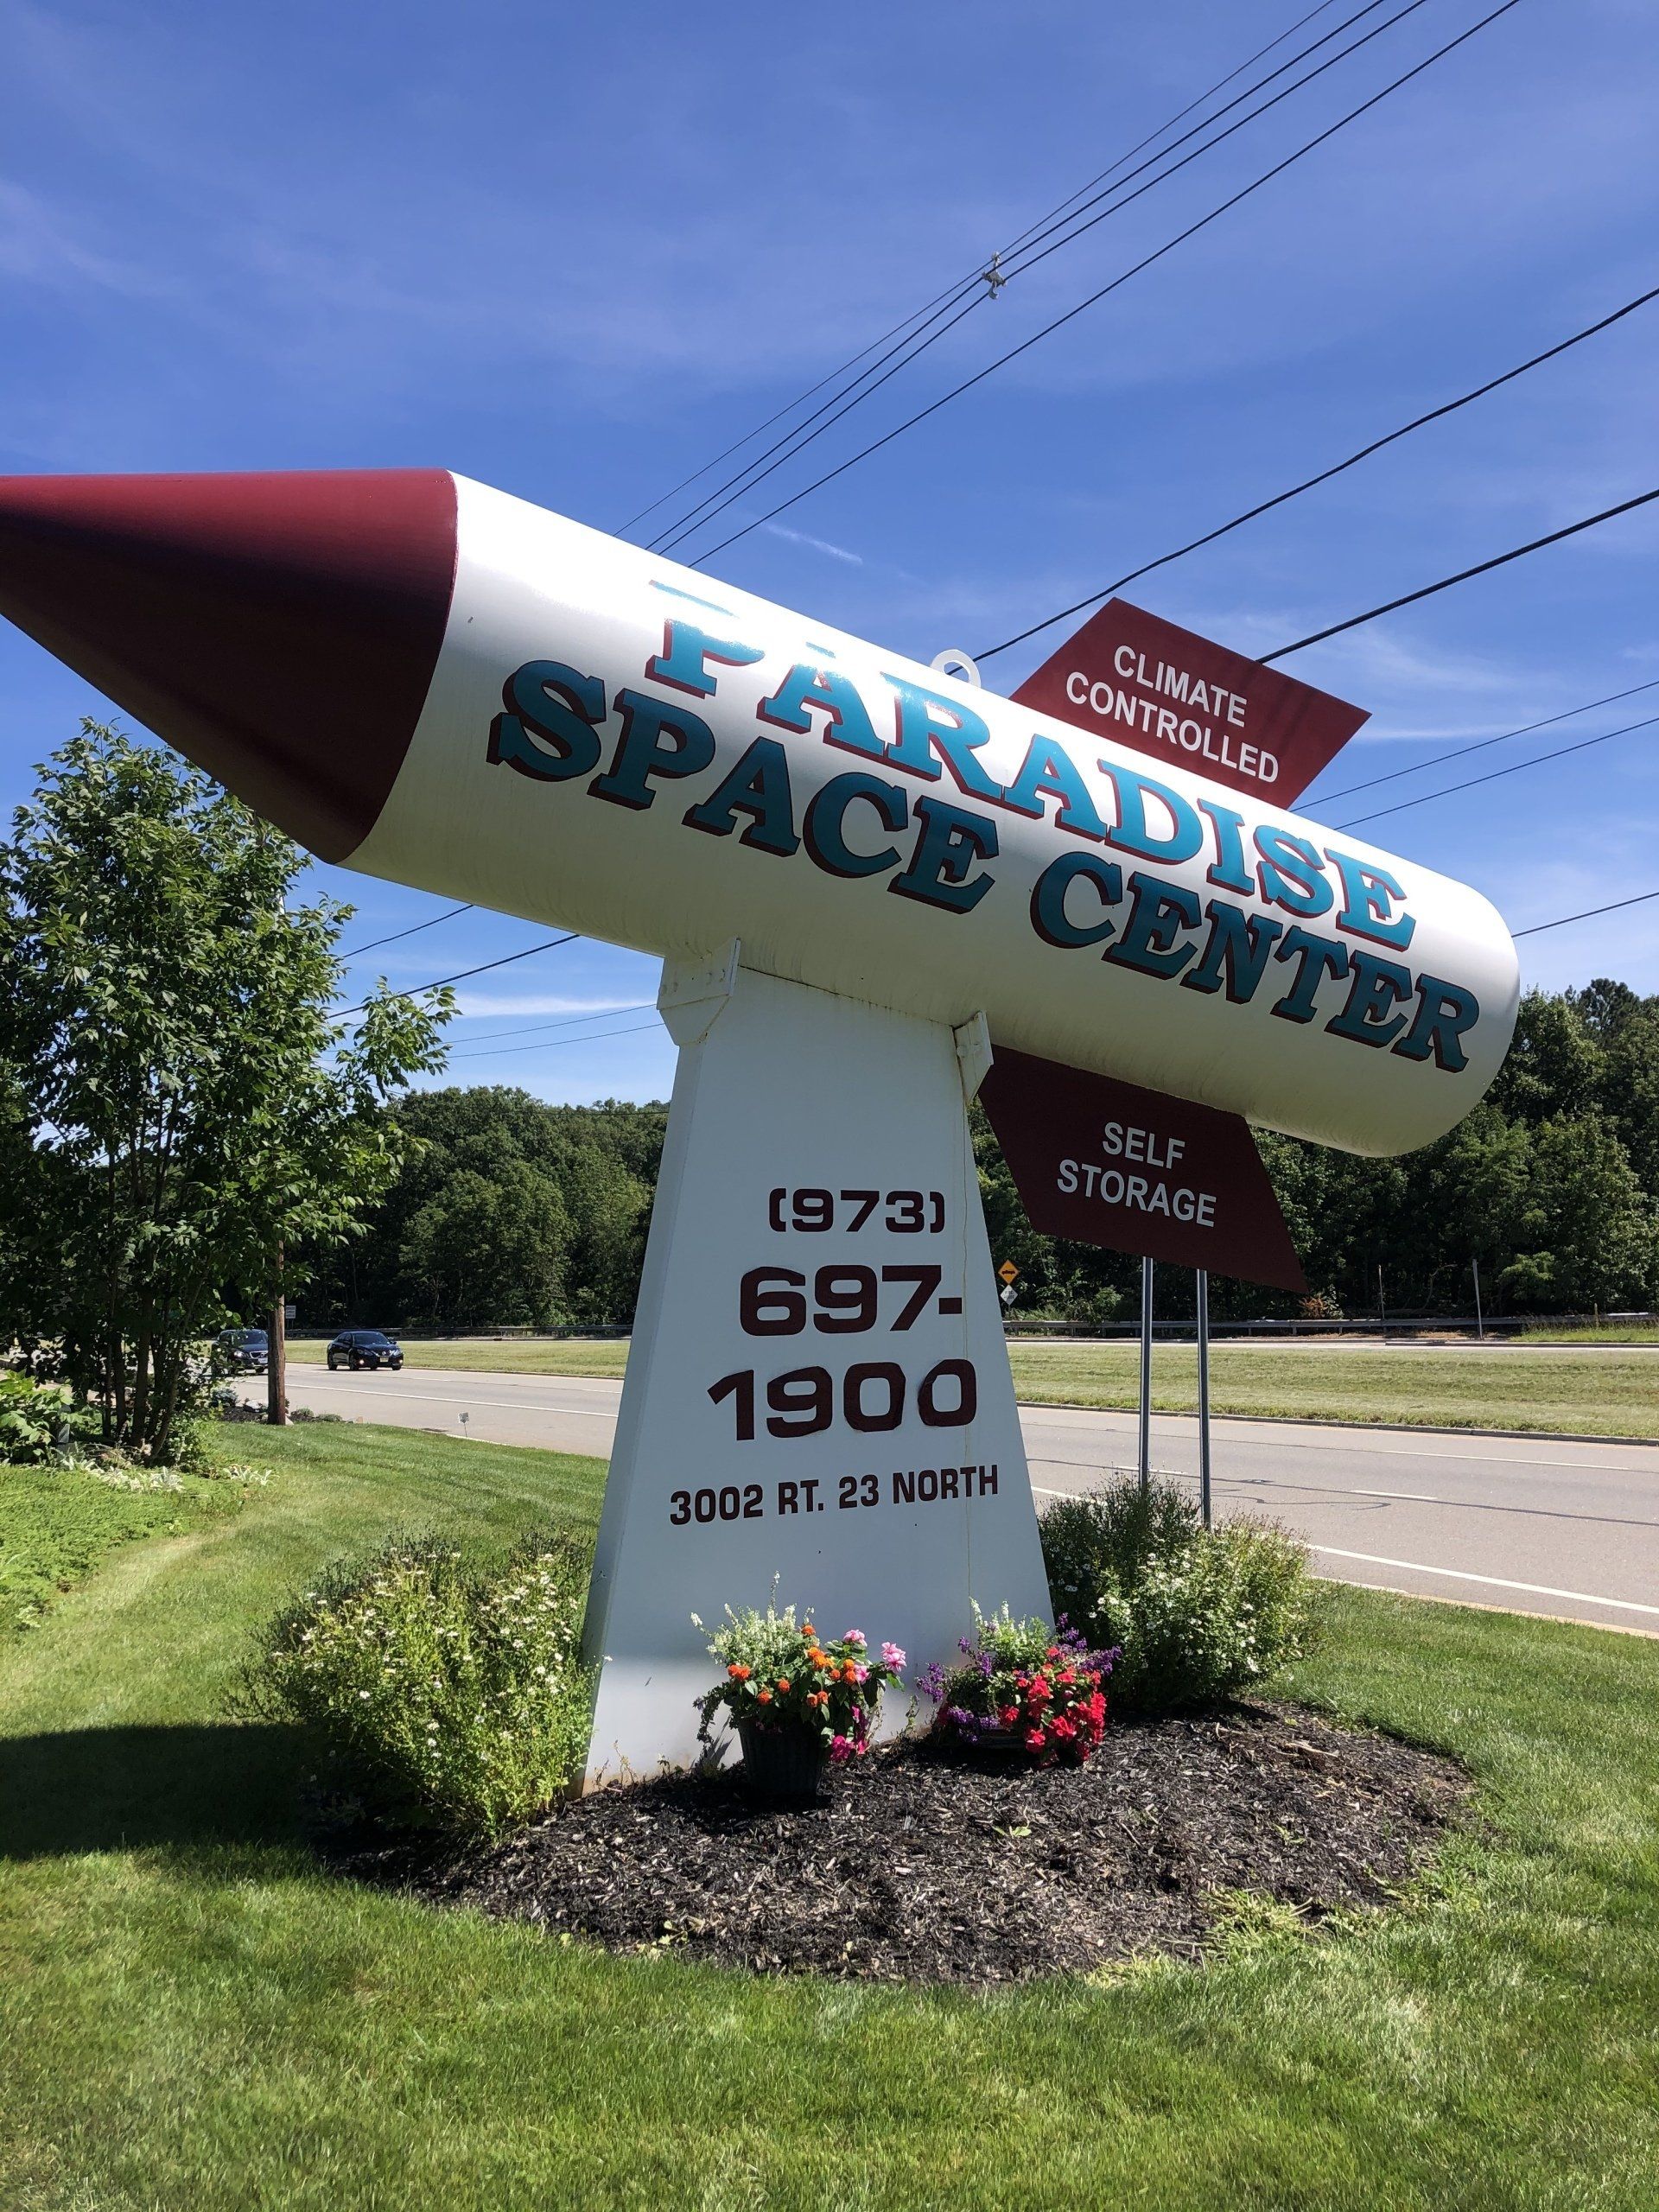 PARADISE
SPACE CENTER
CLIMATE
CONTROLLED
SELF
STORAGE
(973)
697-
1900
3002 RT. 23 NORTH